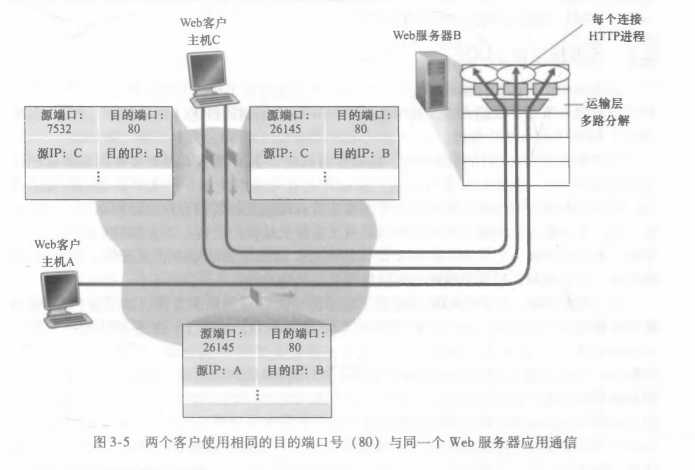 Web客户
主机C
Web服务器B
每个连接
HTTP进程
运输层
多路分解
源端口： 目的端口：
7532 80
源IP：C 目的IP：B
⋮
源端口： 目的端口：
26145 80
源IP：C 目的IP：B
⋮
Web客户
主机A
源端口： 目的端口：
26145 80
源IP：A 目的IP：B
⋮
图 3-5 两个客户使用相同的目的端口号（80）与同一个 Web 服务器应用通信